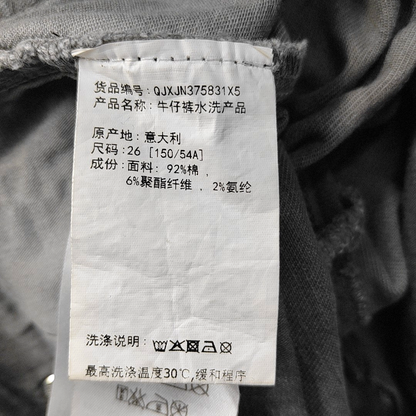 货品编号: QJXJN375831X5
产品名称: 牛仔裤水洗产品
原产地: 意大利
尺码: 26 [150/54A]
成份: 面料: 92%棉,
6%聚酯纤维, 2%氨纶
洗涤说明:
最高洗涤温度30℃,缓和程序